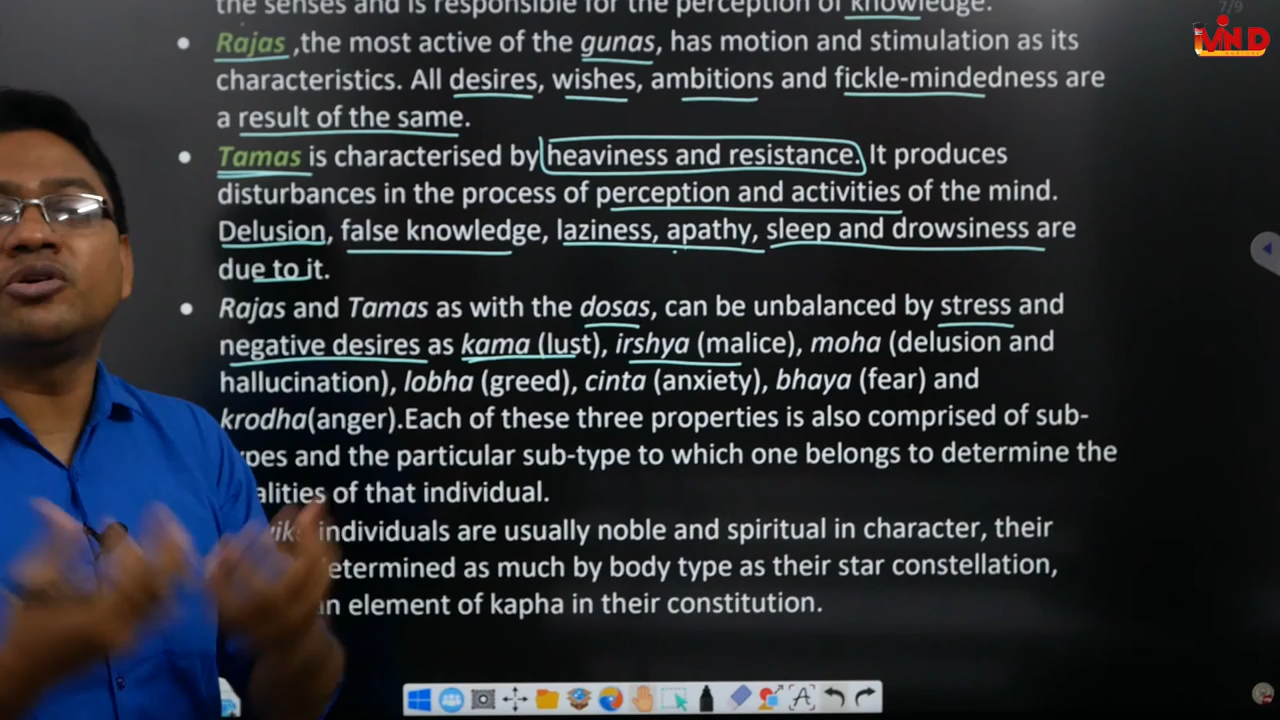 the senses and is responsible for the perception of knowledge.
7/9
MIND
• Rajas ,the most active of the gunas, has motion and stimulation as its
characteristics. All desires, wishes, ambitions and fickle-mindedness are
a result of the same.
• Tamas is characterised by heaviness and resistance. It produces
disturbances in the process of perception and activities of the mind.
Delusion, false knowledge, laziness, apathy, sleep and drowsiness are
due to it.
• Rajas and Tamas as with the dosas, can be unbalanced by stress and
negative desires as kama (lust), irshya (malice), moha (delusion and
hallucination), lobha (greed), cinta (anxiety), bhaya (fear) and
krodha(anger).Each of these three properties is also comprised of sub-
ypes and the particular sub-type to which one belongs to determine the
alities of that individual.
individuals are usually noble and spiritual in character, their
etermined as much by body type as their star constellation,
n element of kapha in their constitution.